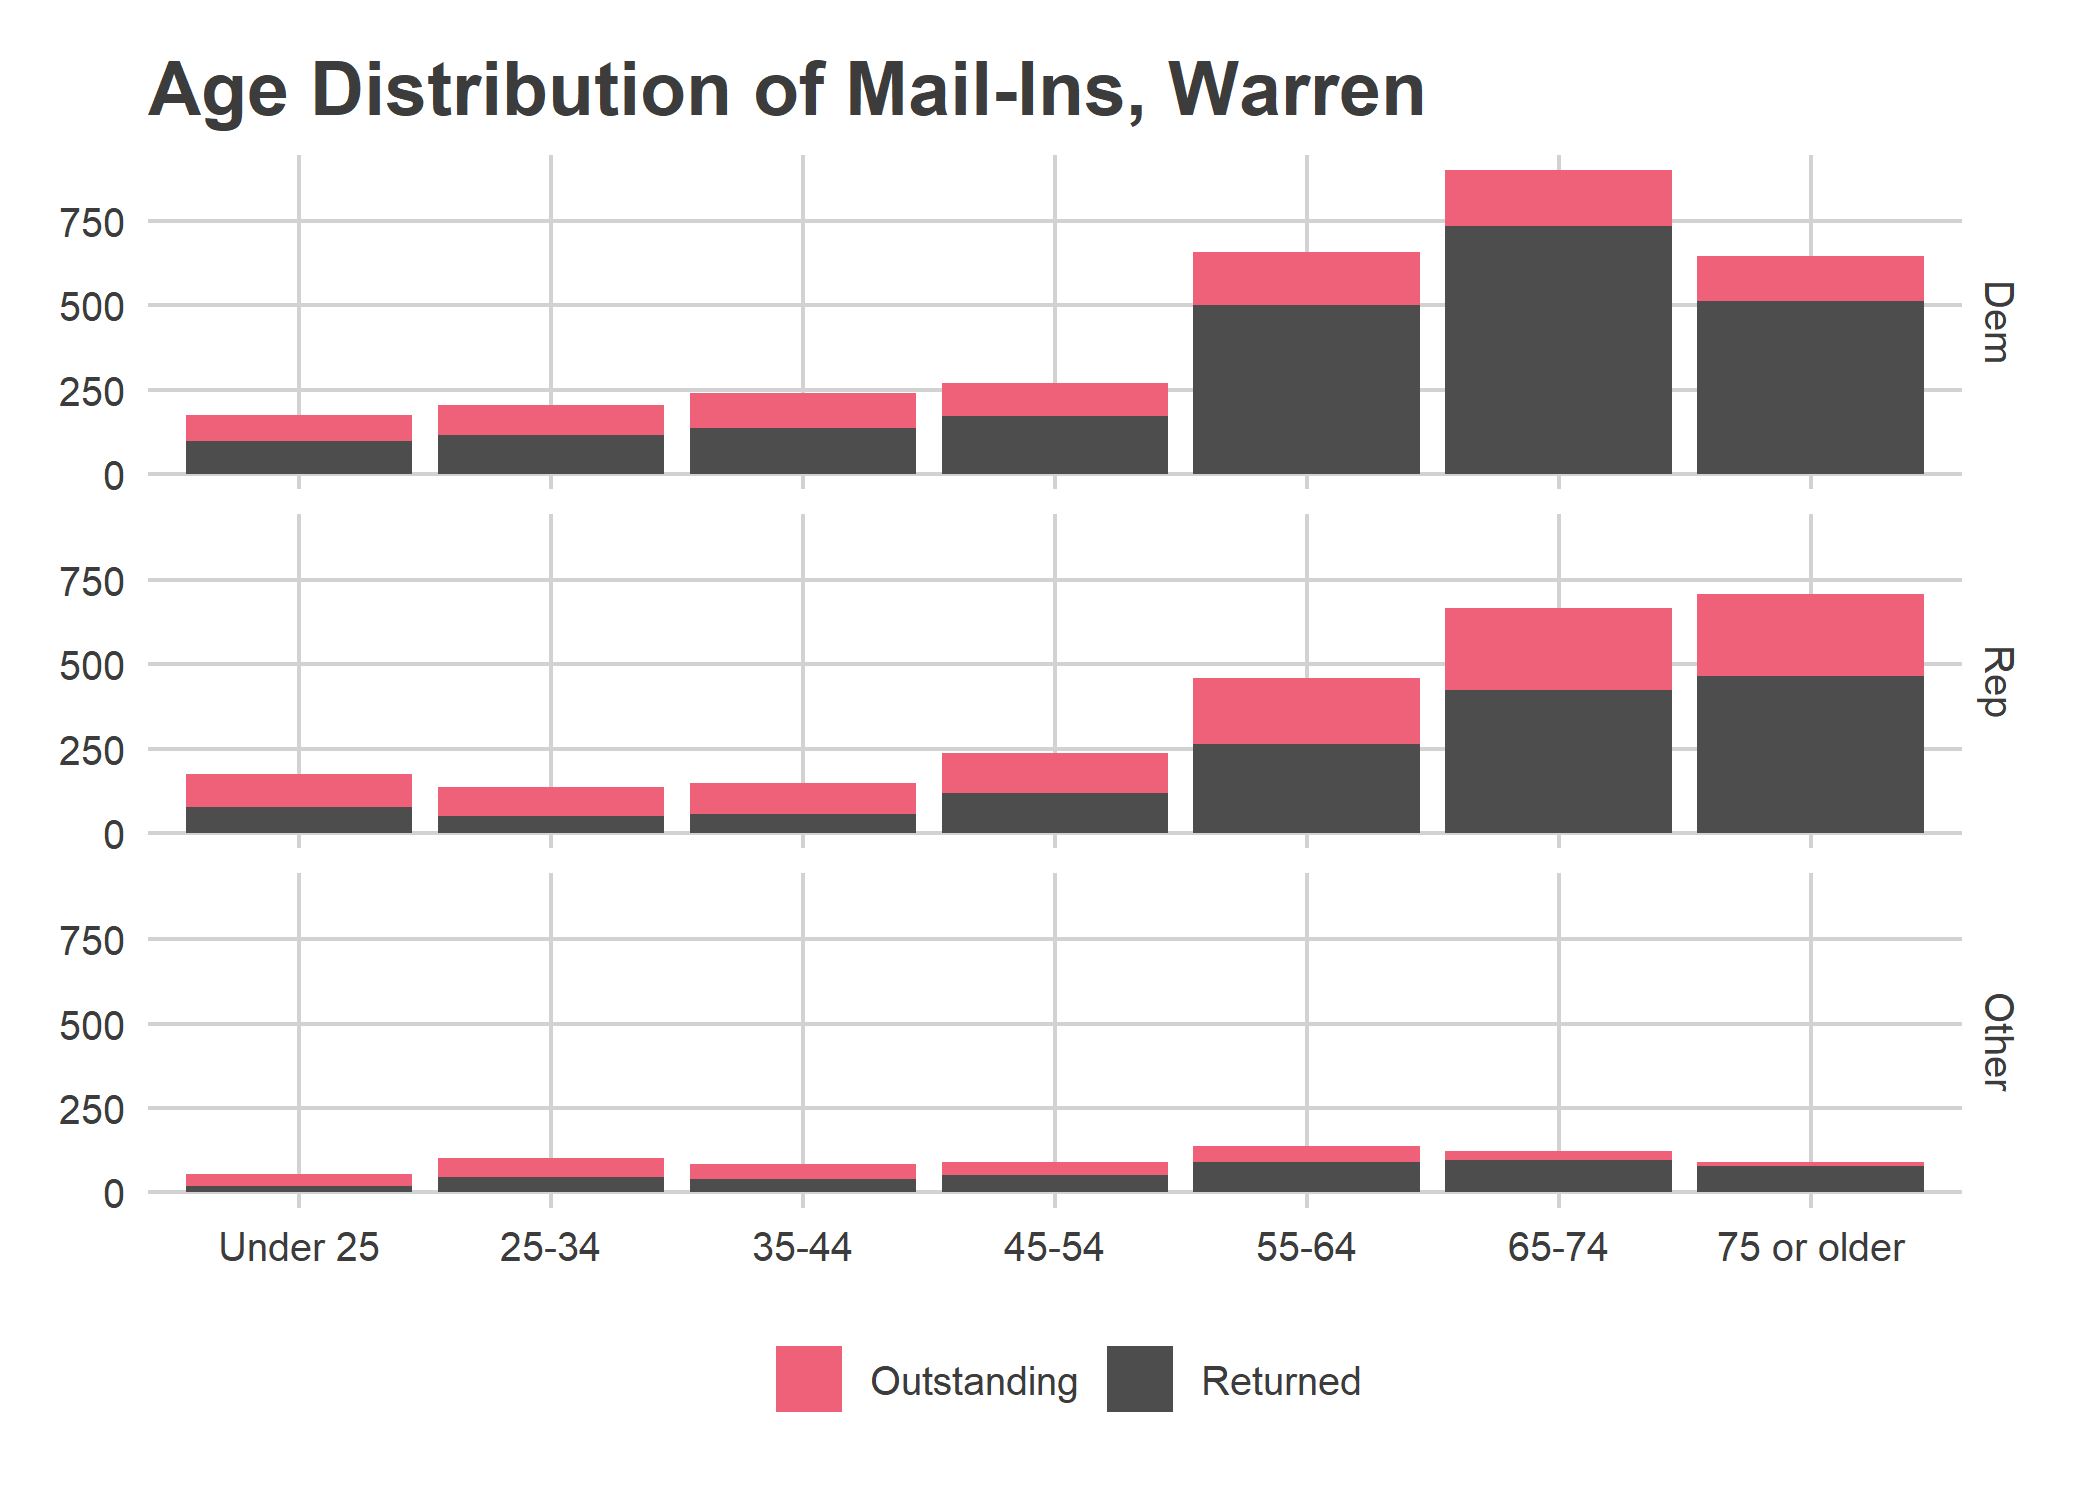 Age Distribution of Mail-Ins, Warren
750
500
250
0
Dem
750
500
250
0
Rep
750
500
250
0
Other
Under 25 25-34 35-44 45-54 55-64 65-74 75 or older
Outstanding Returned